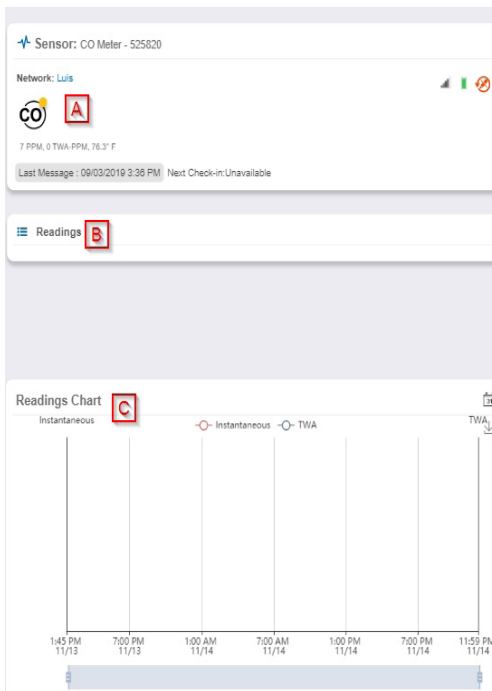 Sensor: CO Meter - 525820
Network: Luis
CO
A
7 PPM, 0 TWA-PPM, 76.3° F
Last Message : 09/03/2019 3:36 PM Next Check-in:Unavailable
Readings B
Readings Chart C
31
Instantaneous
Instantaneous TWA
TWA
1:45 PM 7:00 PM 1:00 AM 7:00 AM 1:00 PM 7:00 PM 11:59 PM
11/13 11/13 11/14 11/14 11/14 11/14 11/14